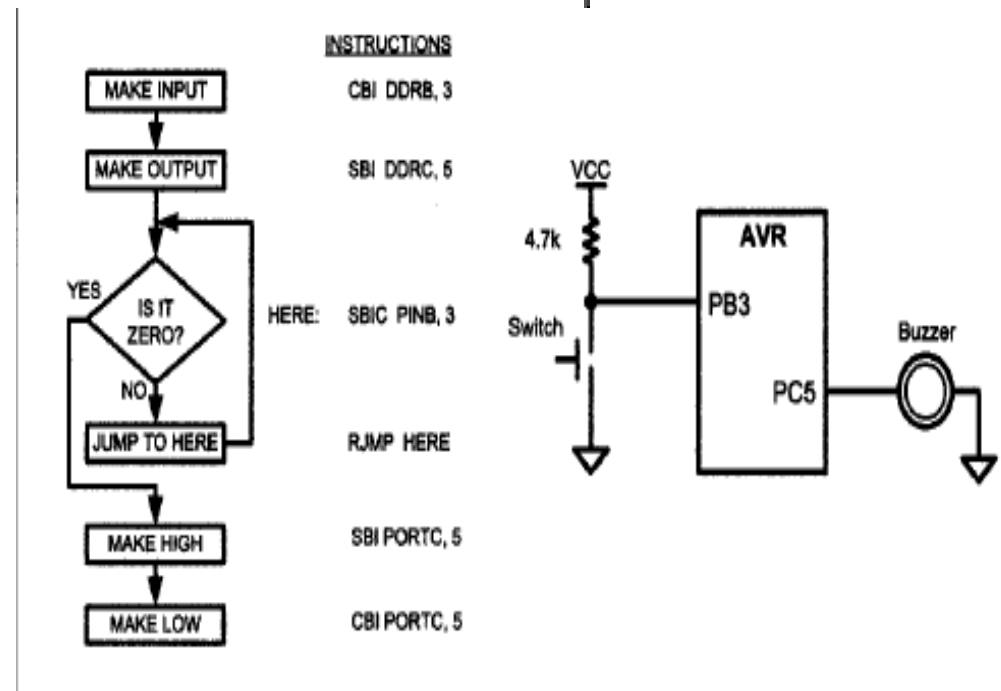 INSTRUCTIONS
MAKE INPUT
CBI DDRB, 3
MAKE OUTPUT
SBI DDRC, 5
YES
IS IT
ZERO?
HERE: SBIC PINB, 3
NO
JUMP TO HERE
RJMP HERE
MAKE HIGH
SBI PORTC, 5
MAKE LOW
CBI PORTC, 5
VCC
4.7k
Switch
AVR
PB3
PC5
Buzzer